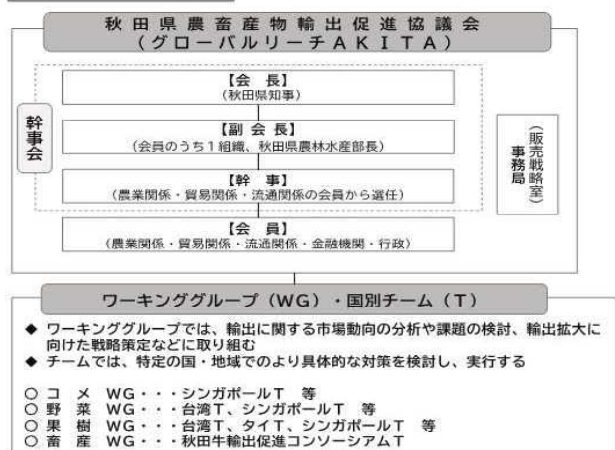 秋田県農畜産物輸出促進協議会
（グローバルリーチAKITA）
幹事会
【会　長】
（秋田県知事）
【副会長】
（会員のうち１組織、秋田県農林水産部長）
【幹　事】
（農業関係・貿易関係・流通関係の会員から選任）
【会　員】
（農業関係・貿易関係・流通関係・金融機関・行政）
事務局
（販売戦略室）
ワーキンググループ（WG）・国別チーム（T）
◆ ワーキンググループでは、輸出に関する市場動向の分析や課題の検討、輸出拡大に
向けた戦略策定などに取り組む
◆ チームでは、特定の国・地域でのより具体的な対策を検討し、実行する
○ コ　メ　WG・・・シンガポールT　等
○ 野　菜　WG・・・台湾T、シンガポールT　等
○ 果　樹　WG・・・台湾T、タイT、シンガポールT　等
○ 畜　産　WG・・・秋田牛輸出促進コンソーシアムT